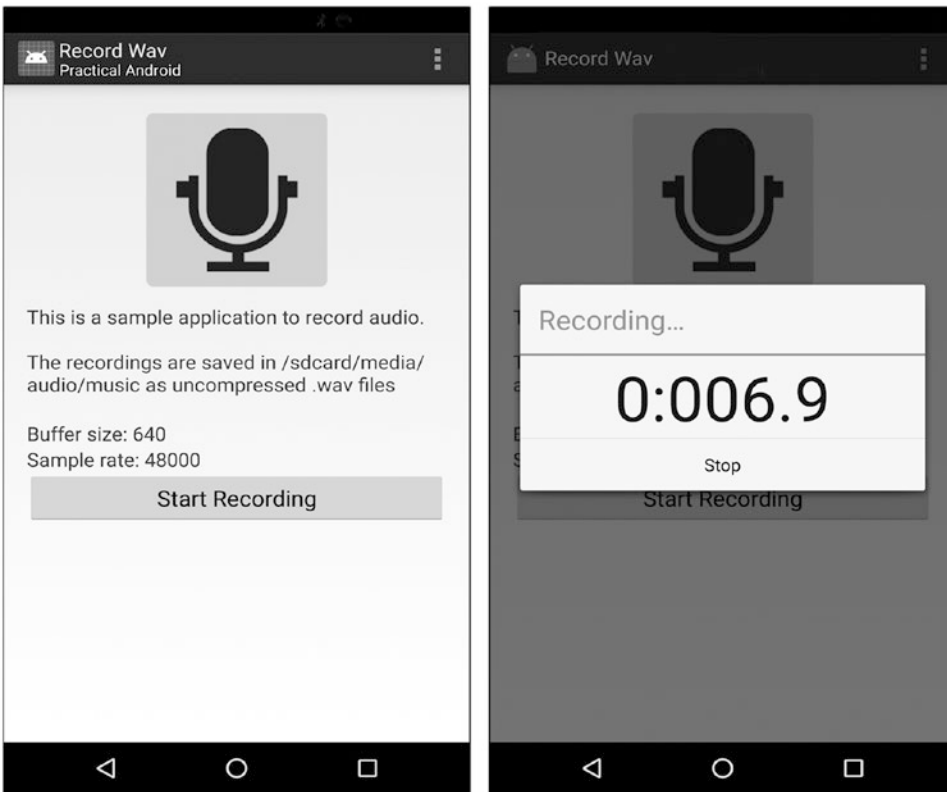 Record Wav
Practical Android
This is a sample application to record audio.
The recordings are saved in /sdcard/media/
audio/music as uncompressed .wav files
Buffer size: 640
Sample rate: 48000
Start Recording
Record Wav
Recording...
0:006.9
Stop
Start Recording